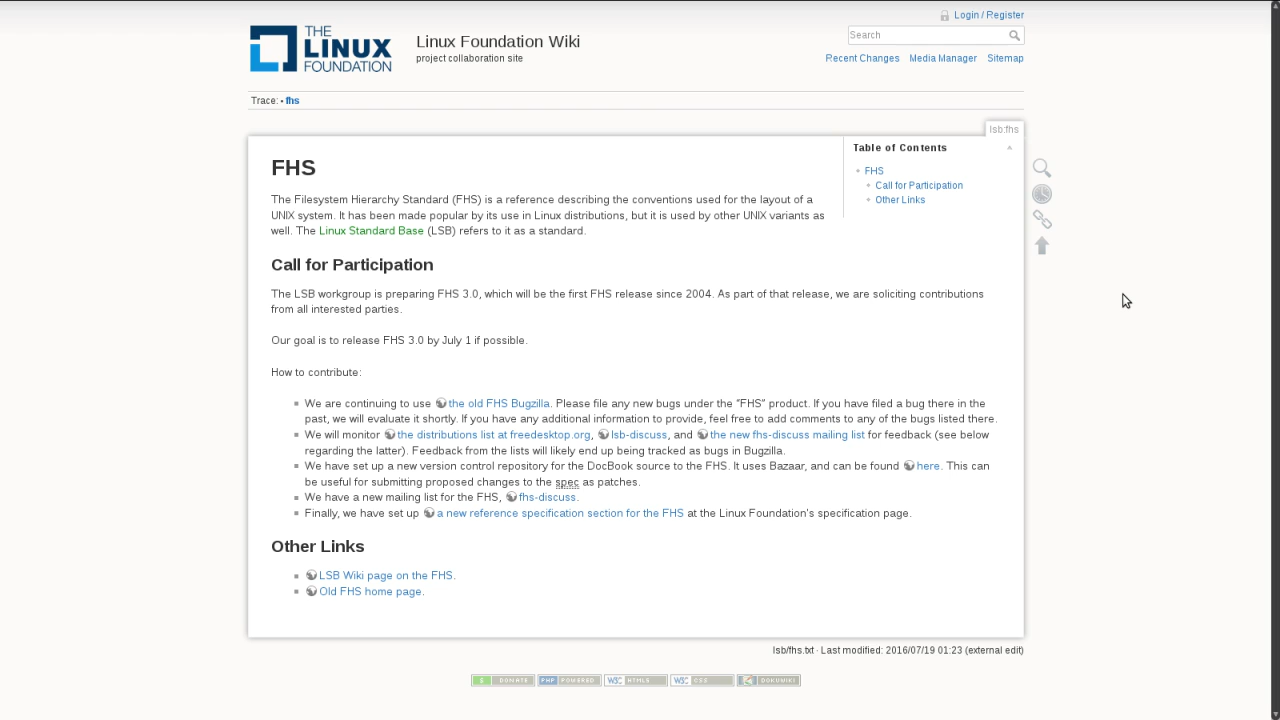 Login / Register
THE
LINUX
FOUNDATION
Linux Foundation Wiki
project collaboration site
Search
Recent Changes Media Manager Sitemap
Trace: • fhs
lsb:fhs
Table of Contents
FHS
Call for Participation
Other Links
FHS
The Filesystem Hierarchy Standard (FHS) is a reference describing the conventions used for the layout of a
UNIX system. It has been made popular by its use in Linux distributions, but it is used by other UNIX variants as
well. The Linux Standard Base (LSB) refers to it as a standard.
Call for Participation
The LSB workgroup is preparing FHS 3.0, which will be the first FHS release since 2004. As part of that release, we are soliciting contributions
from all interested parties.
Our goal is to release FHS 3.0 by July 1 if possible.
How to contribute:
We are continuing to use the old FHS Bugzilla. Please file any new bugs under the “FHS” product. If you have filed a bug there in the
past, we will evaluate it shortly. If you have any additional information to provide, feel free to add comments to any of the bugs listed there.
We will monitor the distributions list at freedesktop.org, lsb-discuss, and the new fhs-discuss mailing list for feedback (see below
regarding the latter). Feedback from the lists will likely end up being tracked as bugs in Bugzilla.
We have set up a new version control repository for the DocBook source to the FHS. It uses Bazaar, and can be found here. This can
be useful for submitting proposed changes to the spec as patches.
We have a new mailing list for the FHS, fhs-discuss.
Finally, we have set up a new reference specification section for the FHS at the Linux Foundation's specification page.
Other Links
LSB Wiki page on the FHS.
Old FHS home page.
lsb/fhs.txt · Last modified: 2016/07/19 01:23 (external edit)
$ DONATE PHP POWERED W3C HTML5 W3C CSS DOKUWIKI